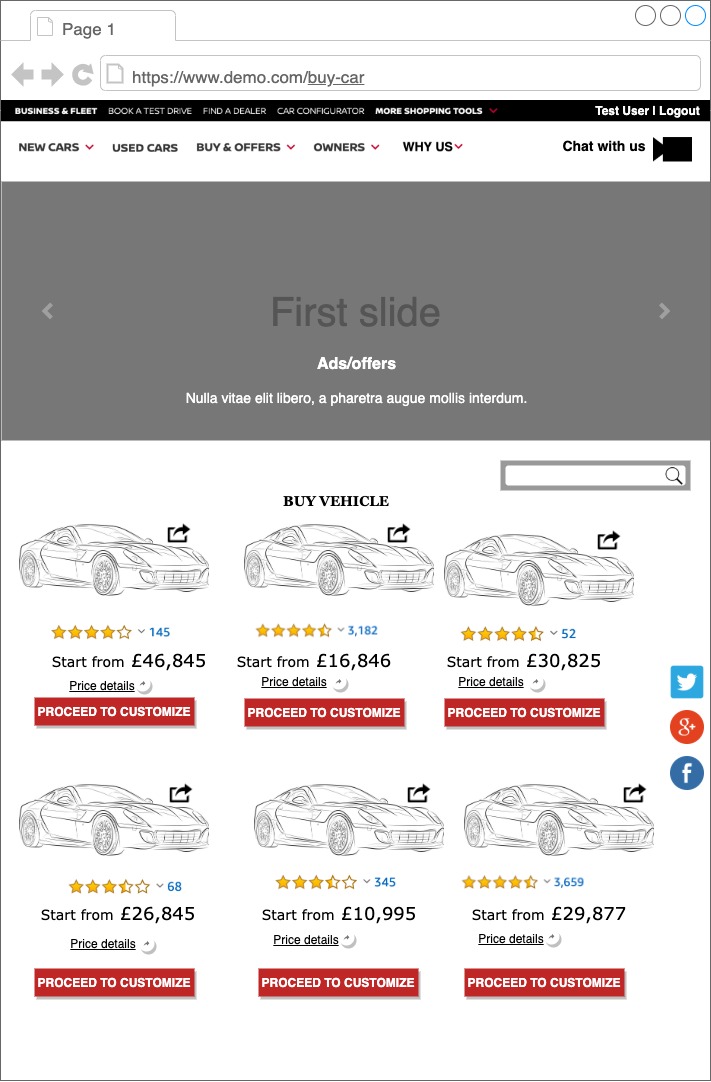 Page 1
https://www.demo.com/buy-car
BUSINESS & FLEET BOOK A TEST DRIVE FIND A DEALER CAR CONFIGURATOR MORE SHOPPING TOOLS Test User | Logout
NEW CARS USED CARS BUY & OFFERS OWNERS WHY US Chat with us
First slide
Ads/offers
Nulla vitae elit libero, a pharetra augue mollis interdum.
BUY VEHICLE
145 3,182 52
Start from £46,845 Start from £16,846 Start from £30,825
Price details Price details Price details
PROCEED TO CUSTOMIZE PROCEED TO CUSTOMIZE PROCEED TO CUSTOMIZE
g+
f
68 345 3,659
Start from £26,845 Start from £10,995 Start from £29,877
Price details Price details Price details
PROCEED TO CUSTOMIZE PROCEED TO CUSTOMIZE PROCEED TO CUSTOMIZE